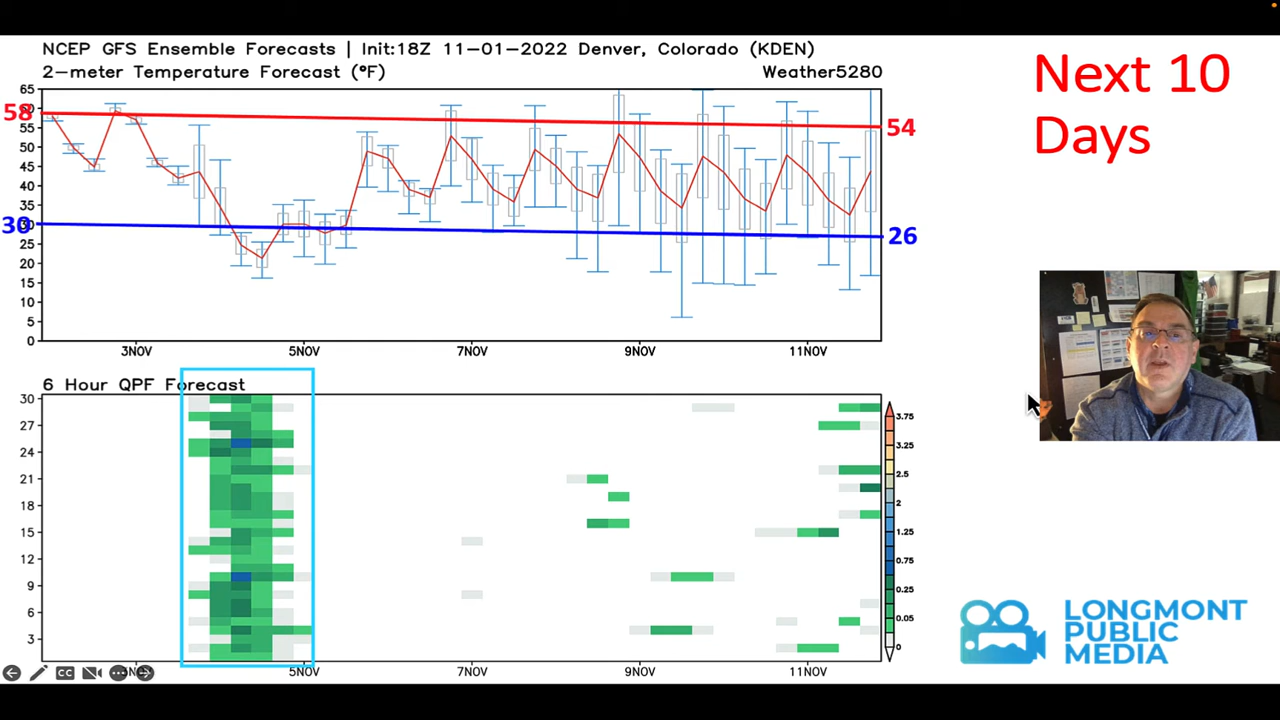 NCEP GFS Ensemble Forecasts | Init:18Z 11-01-2022 Denver, Colorado (KDEN)
2-meter Temperature Forecast (°F)
Weather5280
Next 10
Days
65
58
55
50
45
40
35
30
25
20
15
10
5
0
54
26
3NOV
5NOV
7NOV
9NOV
11NOV
6 Hour QPF Forecast
30
27
24
21
18
15
12
9
6
3
3.75
3.25
2.5
2
1.25
0.75
0.25
0.05
0
CC
5NOV
7NOV
9NOV
11NOV
LONGMONT
PUBLIC
MEDIA